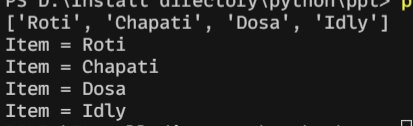 PS D:\install directory\python\ppt> p
['Roti', 'Chapati', 'Dosa', 'Idly']
Item = Roti
Item = Chapati
Item = Dosa
Item = Idly